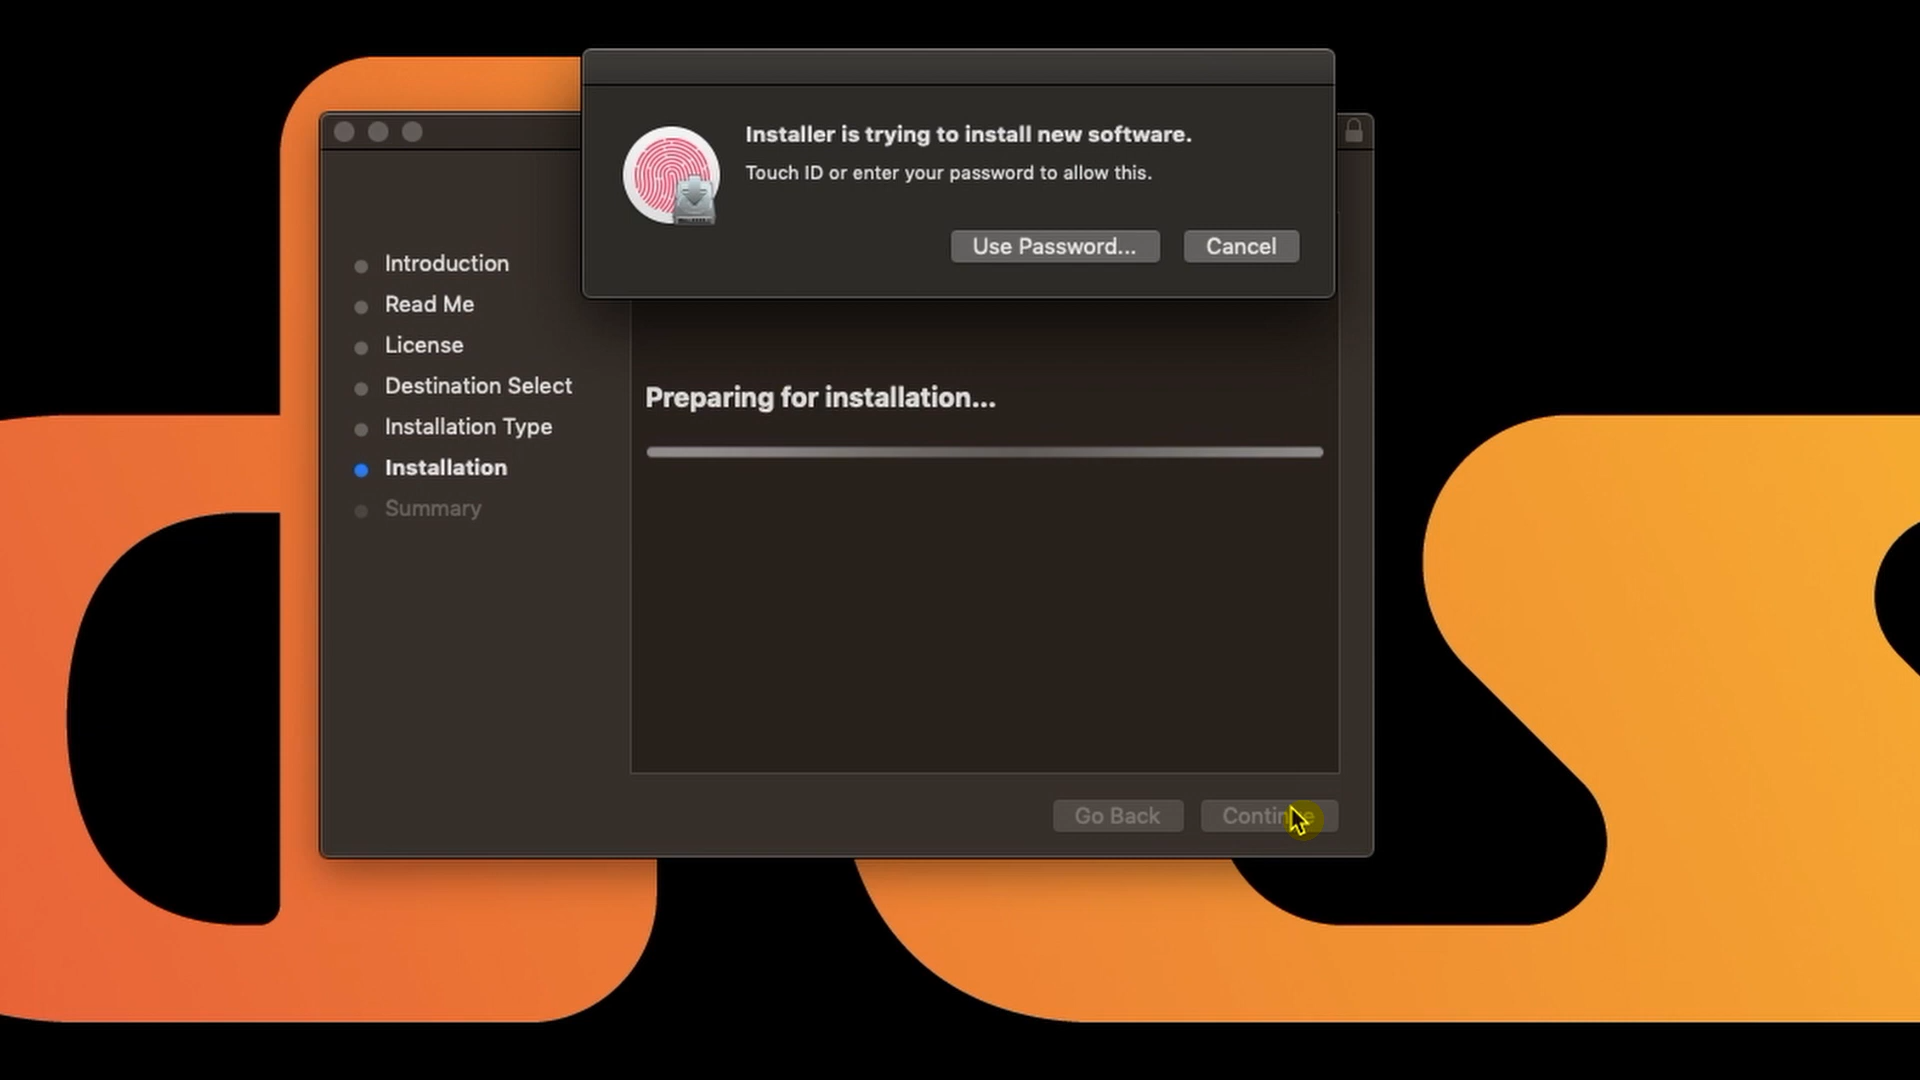 Installer is trying to install new software.
Touch ID or enter your password to allow this.
Use Password...
Cancel
Introduction
Read Me
License
Destination Select
Installation Type
Installation
Summary
Preparing for installation...
Go Back
Continue